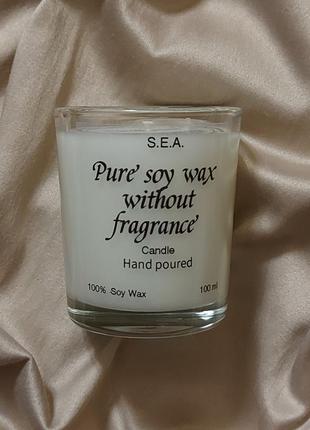 S.E.A.
Pure soy wax
without
fragrance
Candle
Hand poured
100% Soy Wax 100 ml